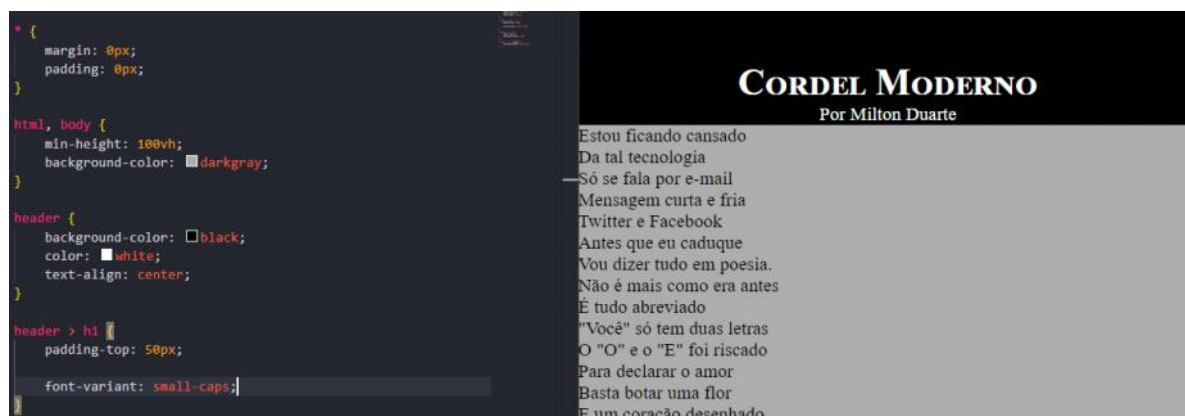 * {
margin: 0px;
padding: 0px;
}
html, body {
min-height: 100vh;
background-color: darkgray;
}
header {
background-color: black;
color: white;
text-align: center;
}
header > h1 {
padding-top: 50px;
font-variant: small-caps;
}
Cordel Moderno
Por Milton Duarte
Estou ficando cansado
Da tal tecnologia
Só se fala por e-mail
Mensagem curta e fria
Twitter e Facebook
Antes que eu caduque
Vou dizer tudo em poesia.
Não é mais como era antes
É tudo abreviado
"Você" só tem duas letras
O "O" e o "E" foi riscado
Para declarar o amor
Basta botar uma flor
E um coração desenhado